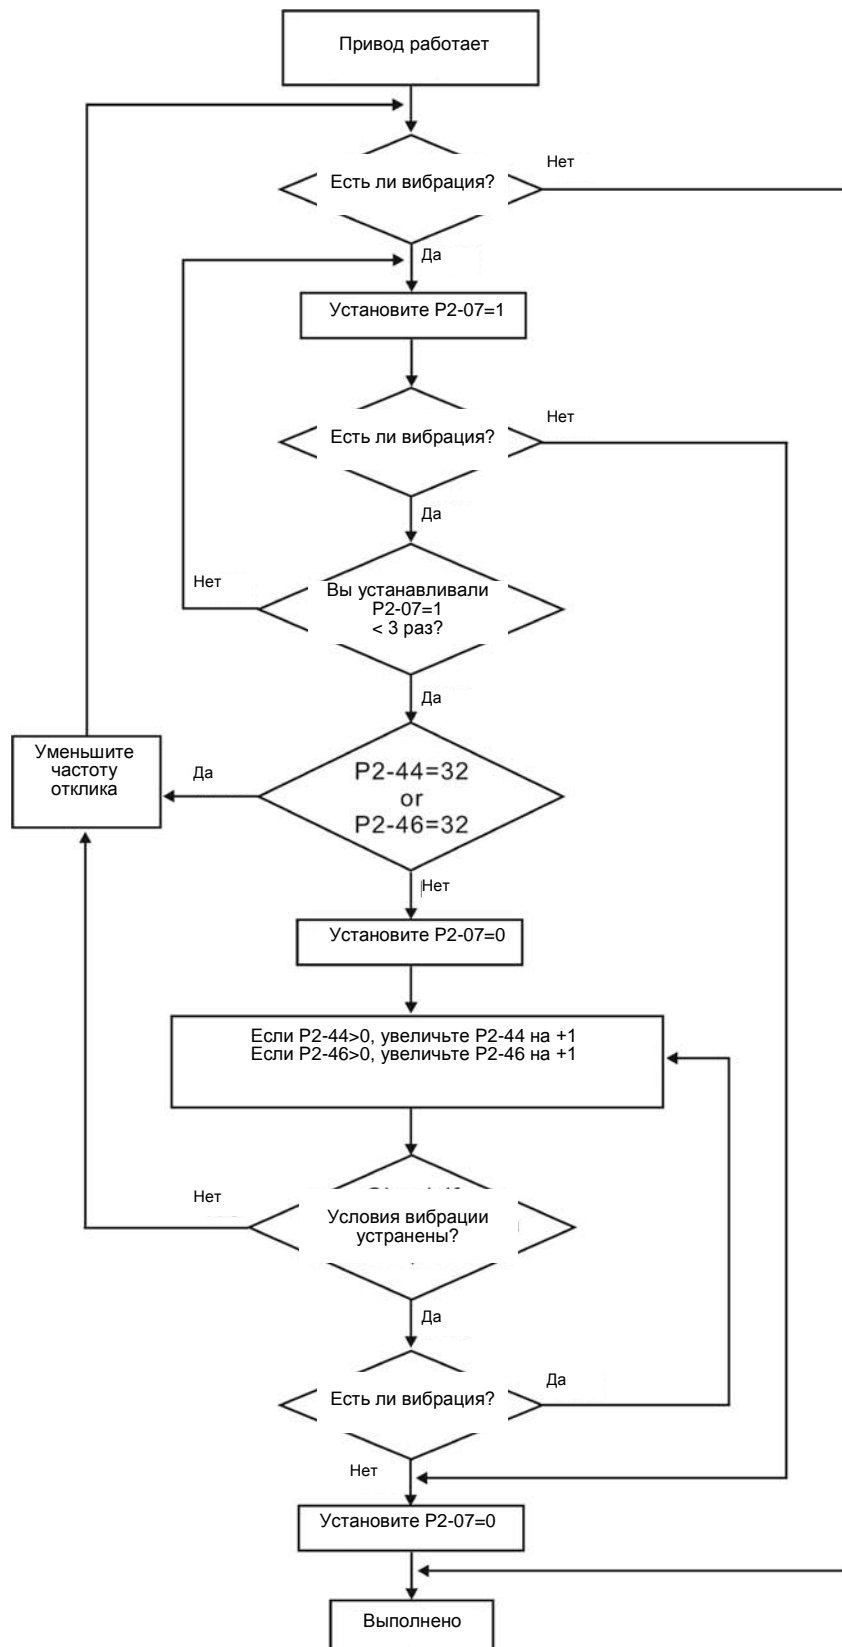 Привод работает
Есть ли вибрация?
Нет
Да
Установите P2-07=1
Есть ли вибрация?
Нет
Да
Нет
Вы устанавливали
P2-07=1
< 3 раз?
Да
Уменьшите
частоту
отклика
Да
P2-44=32
or
P2-46=32
Нет
Установите P2-07=0
Если P2-44>0, увеличьте P2-44 на +1
Если P2-46>0, увеличьте P2-46 на +1
Нет
Условия вибрации
устранены?
Да
Есть ли вибрация?
Да
Нет
Установите P2-07=0
Выполнено